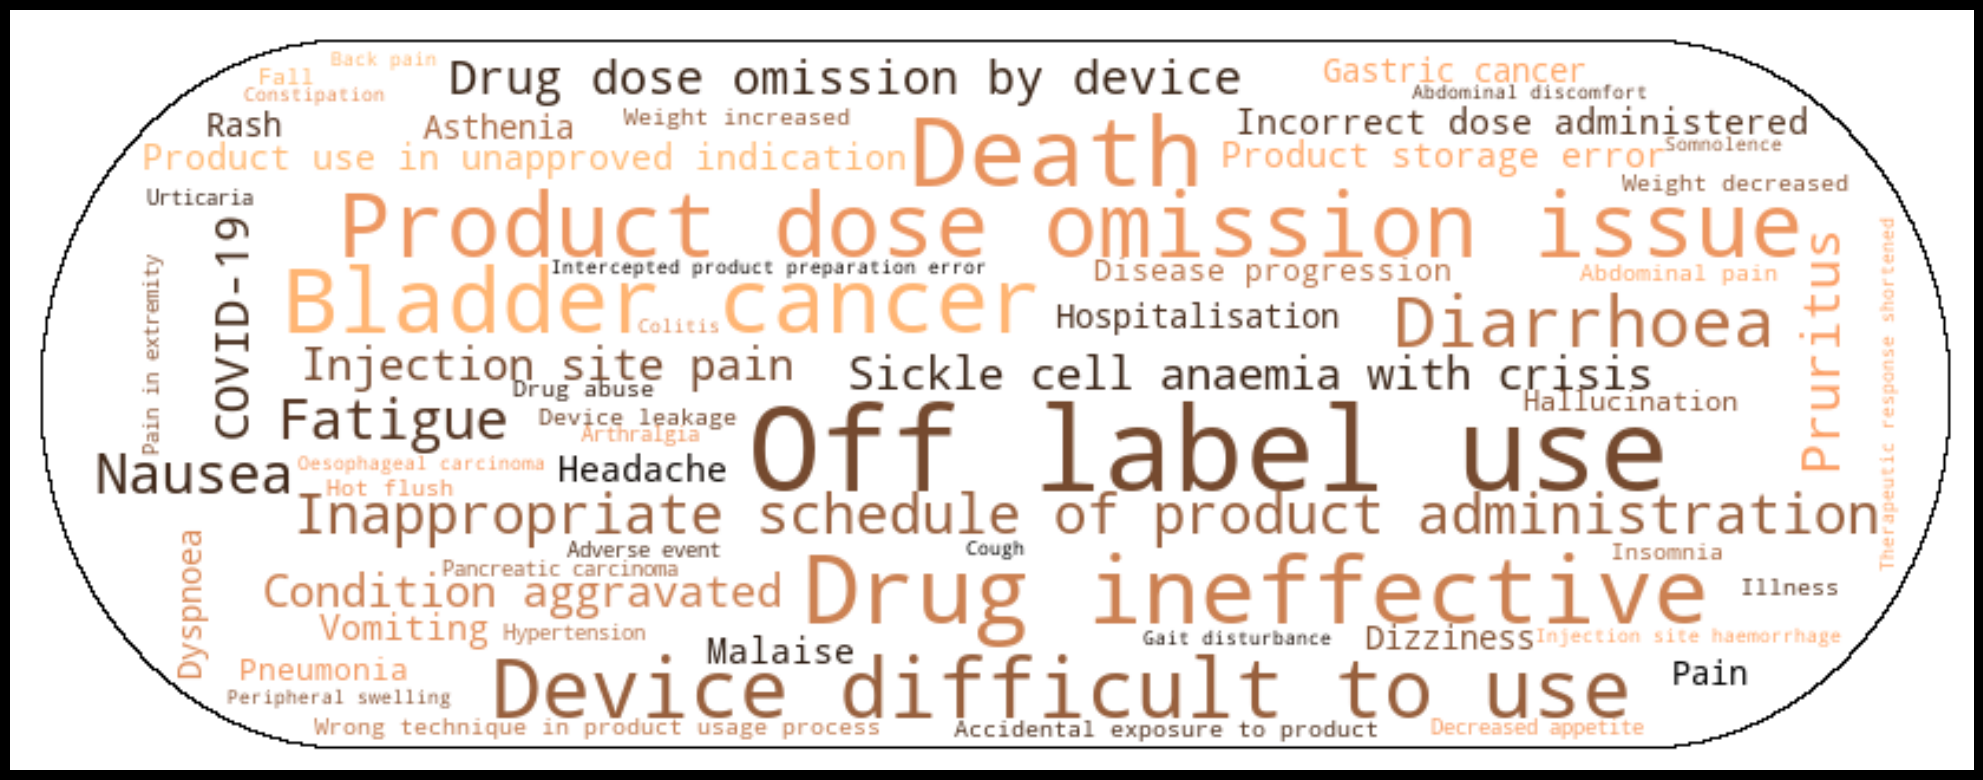 Back pain
Fall
Constipation
Drug dose omission by device
Gastric cancer
Abdominal discomfort
Rash
Asthenia
Weight increased
Death
Incorrect dose administered
Somnolence
Product use in unapproved indication
Product storage error
Weight decreased
Urticaria
COVID-19
Product dose omission issue
Pruritus
Therapeutic response shortened
Pain in extremity
Intercepted product preparation error
Disease progression
Abdominal pain
Bladder cancer
Colitis
Hospitalisation
Diarrhoea
Injection site pain
Sickle cell anaemia with crisis
Drug abuse
Hallucination
Fatigue
Device leakage
Arthralgia
Off label use
Nausea
Oesophageal carcinoma
Headache
Hot flush
Inappropriate schedule of product administration
Dyspnoea
Adverse event
Cough
Insomnia
Pancreatic carcinoma
Condition aggravated
Drug ineffective
Illness
Vomiting
Hypertension
Malaise
Gait disturbance
Dizziness
Injection site haemorrhage
Pneumonia
Pain
Peripheral swelling
Device difficult to use
Wrong technique in product usage process
Accidental exposure to product
Decreased appetite